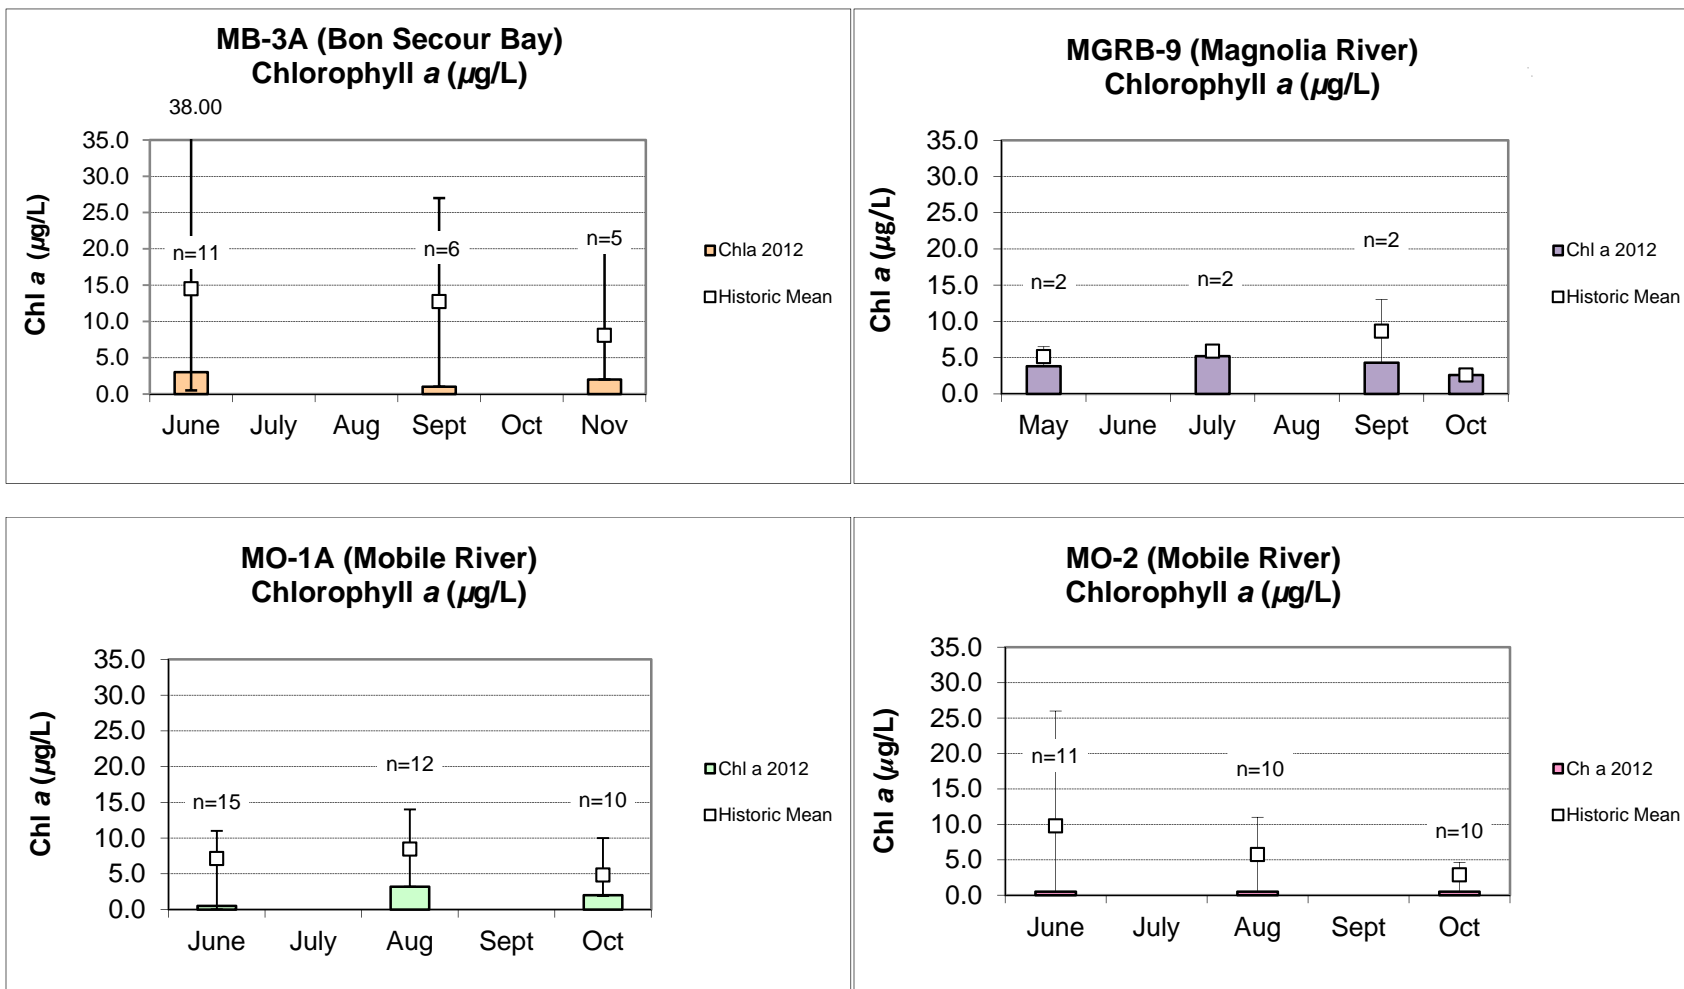 MB-3A (Bon Secour Bay)
Chlorophyll a (µg/L)
38.00
35.0
30.0
25.0
20.0
15.0
10.0
5.0
0.0
Chl a (µg/L)
n=11
n=6
n=5
June July Aug Sept Oct Nov
Chla 2012
Historic Mean
MGRB-9 (Magnolia River)
Chlorophyll a (µg/L)
35.0
30.0
25.0
20.0
15.0
10.0
5.0
0.0
Chl a (µg/L)
n=2
n=2
n=2
May June July Aug Sept Oct
Chl a 2012
Historic Mean
MO-1A (Mobile River)
Chlorophyll a (µg/L)
35.0
30.0
25.0
20.0
15.0
10.0
5.0
0.0
Chl a (µg/L)
n=15
n=12
n=10
June July Aug Sept Oct
Chl a 2012
Historic Mean
MO-2 (Mobile River)
Chlorophyll a (µg/L)
35.0
30.0
25.0
20.0
15.0
10.0
5.0
0.0
Chl a (µg/L)
n=11
n=10
n=10
June July Aug Sept Oct
Ch a 2012
Historic Mean